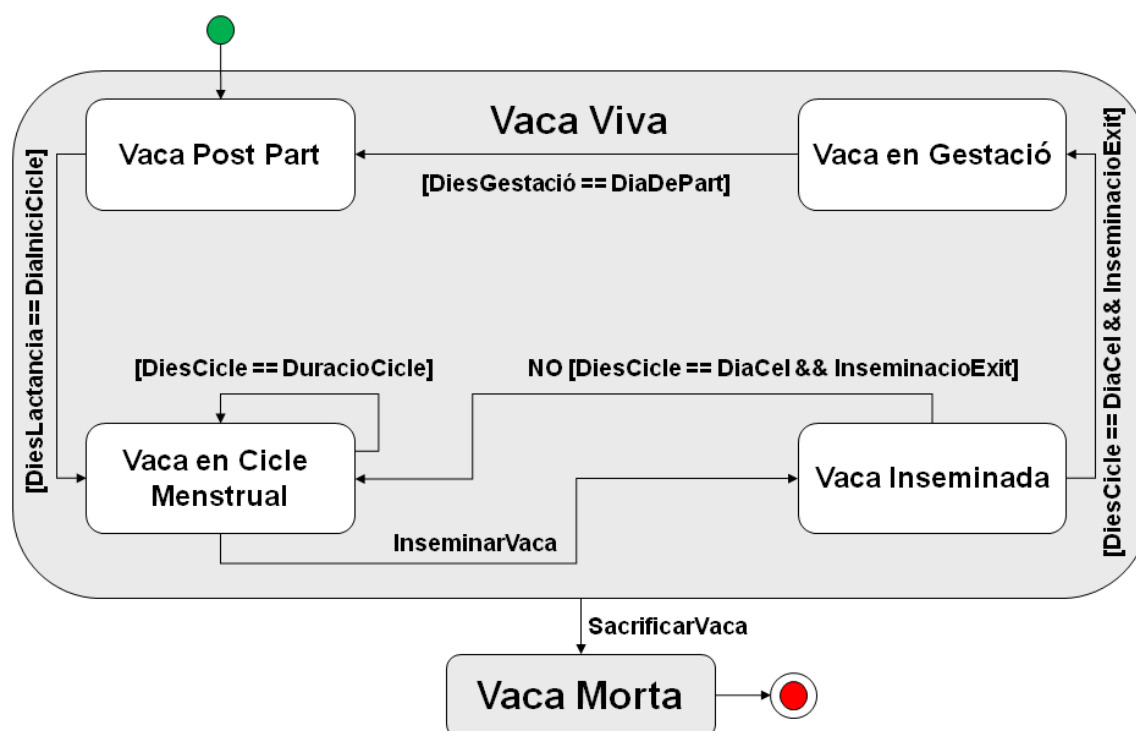 Vaca Viva
Vaca Post Part
Vaca en Gestació
[DiesGestació == DiaDePart]
[DiesLactancia == DiaIniciCicle]
[DiesCicle == DiaCel && InseminacioExit]
[DiesCicle == DuracioCicle]
NO [DiesCicle == DiaCel && InseminacioExit]
Vaca en Cicle
Menstrual
Vaca Inseminada
InseminarVaca
SacrificarVaca
Vaca Morta